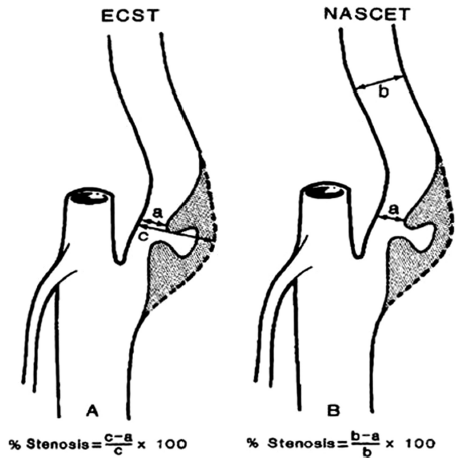 ECST
NASCET
b
a
c
a
A
B
% Stenosis = c-a/c x 100
% Stenosis = b-a/b x 100